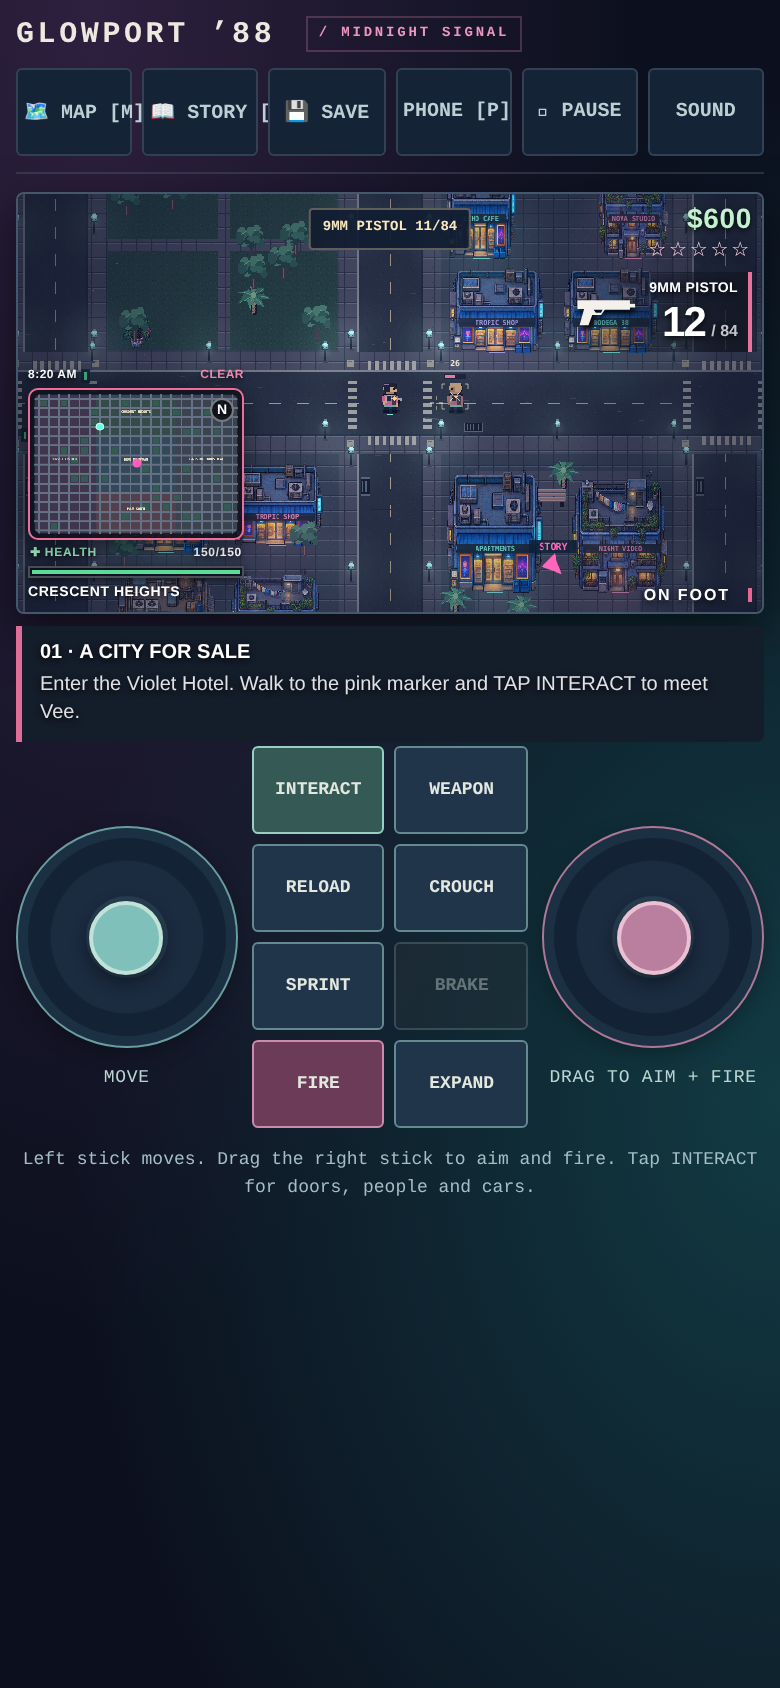 GLOWPORT ’88
/ MIDNIGHT SIGNAL
MAP [M]
STORY [
SAVE
PHONE [P]
PAUSE
SOUND
9MM PISTOL 11/84
CAFE
NOVA STUDIO
$600
9MM PISTOL
12 / 84
TROPIC SHOP
BODEGA 38
8:20 AM
CLEAR
26
N
TROPIC SHOP
APARTMENTS
STORY
NIGHT VIDEO
HEALTH
150/150
CRESCENT HEIGHTS
ON FOOT
01 · A CITY FOR SALE
Enter the Violet Hotel. Walk to the pink marker and TAP INTERACT to meet
Vee.
INTERACT
WEAPON
RELOAD
CROUCH
SPRINT
BRAKE
FIRE
EXPAND
MOVE
DRAG TO AIM + FIRE
Left stick moves. Drag the right stick to aim and fire. Tap INTERACT
for doors, people and cars.